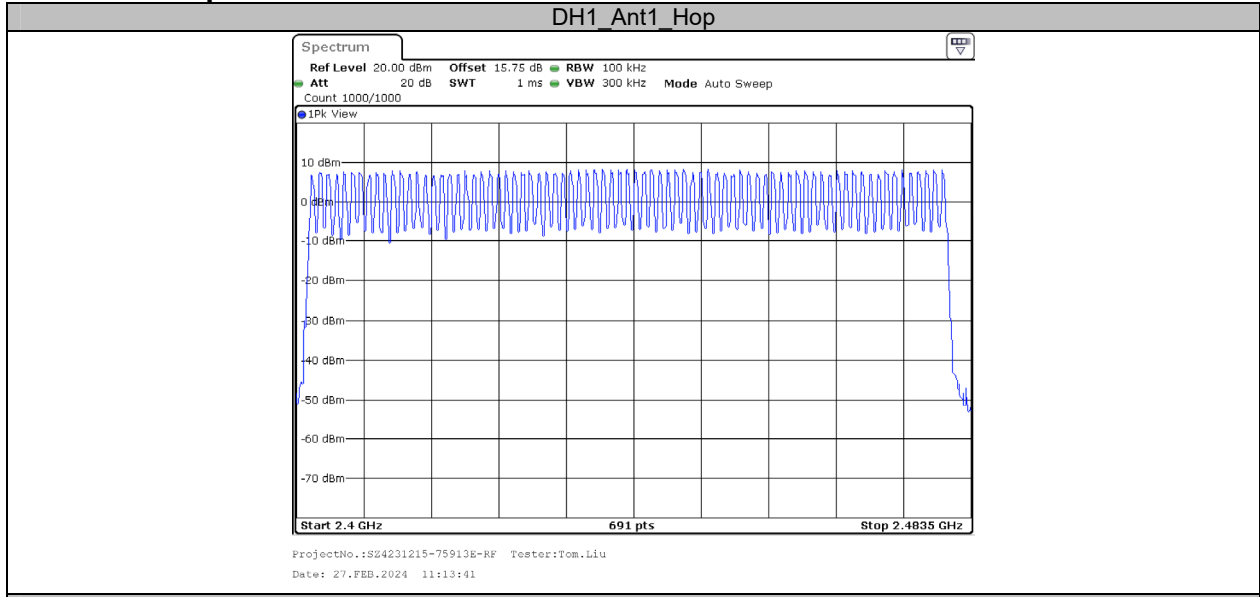 DH1_Ant1_Hop
Spectrum
Ref Level 20.00 dBm Offset 15.75 dB RBW 100 kHz
Att 20 dB SWT 1 ms VBW 300 kHz Mode Auto Sweep
Count 1000/1000
1Pk View
10 dBm
0 dBm
-10 dBm
-20 dBm
-30 dBm
-40 dBm
-50 dBm
-60 dBm
-70 dBm
Start 2.4 GHz 691 pts Stop 2.4835 GHz
ProjectNo.:SZ4231215-75913E-RF Tester:Tom.Liu
Date: 27.FEB.2024 11:13:41